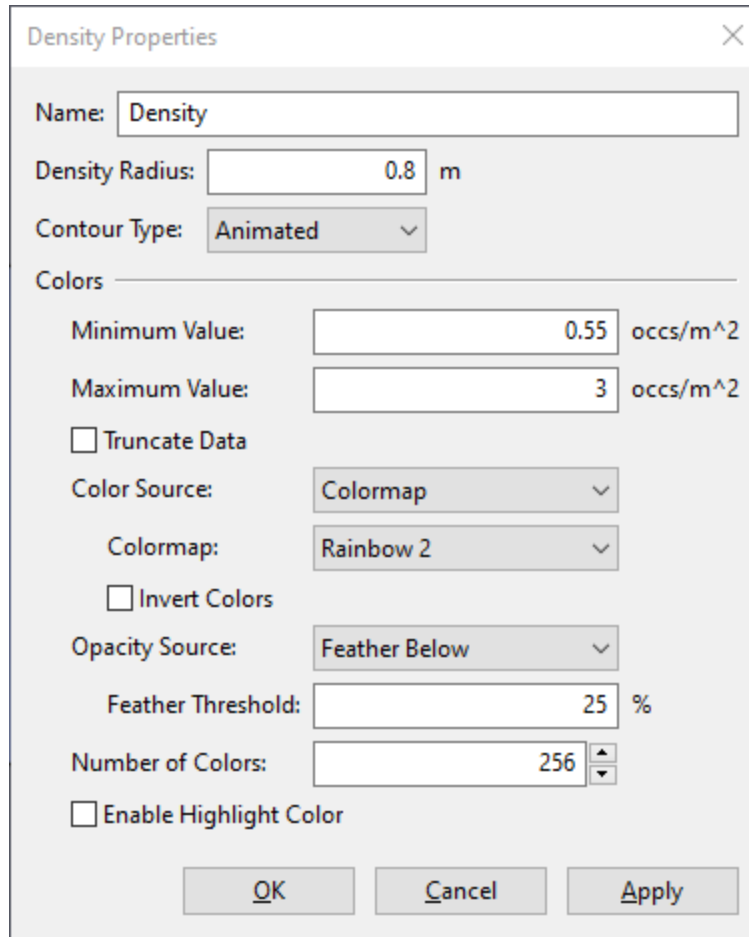 Density Properties
Name: Density
Density Radius: 0.8 m
Contour Type: Animated
Colors
Minimum Value: 0.55 occs/m^2
Maximum Value: 3 occs/m^2
Truncate Data
Color Source: Colormap
Colormap: Rainbow 2
Invert Colors
Opacity Source: Feather Below
Feather Threshold: 25 %
Number of Colors: 256
Enable Highlight Color
OK Cancel Apply